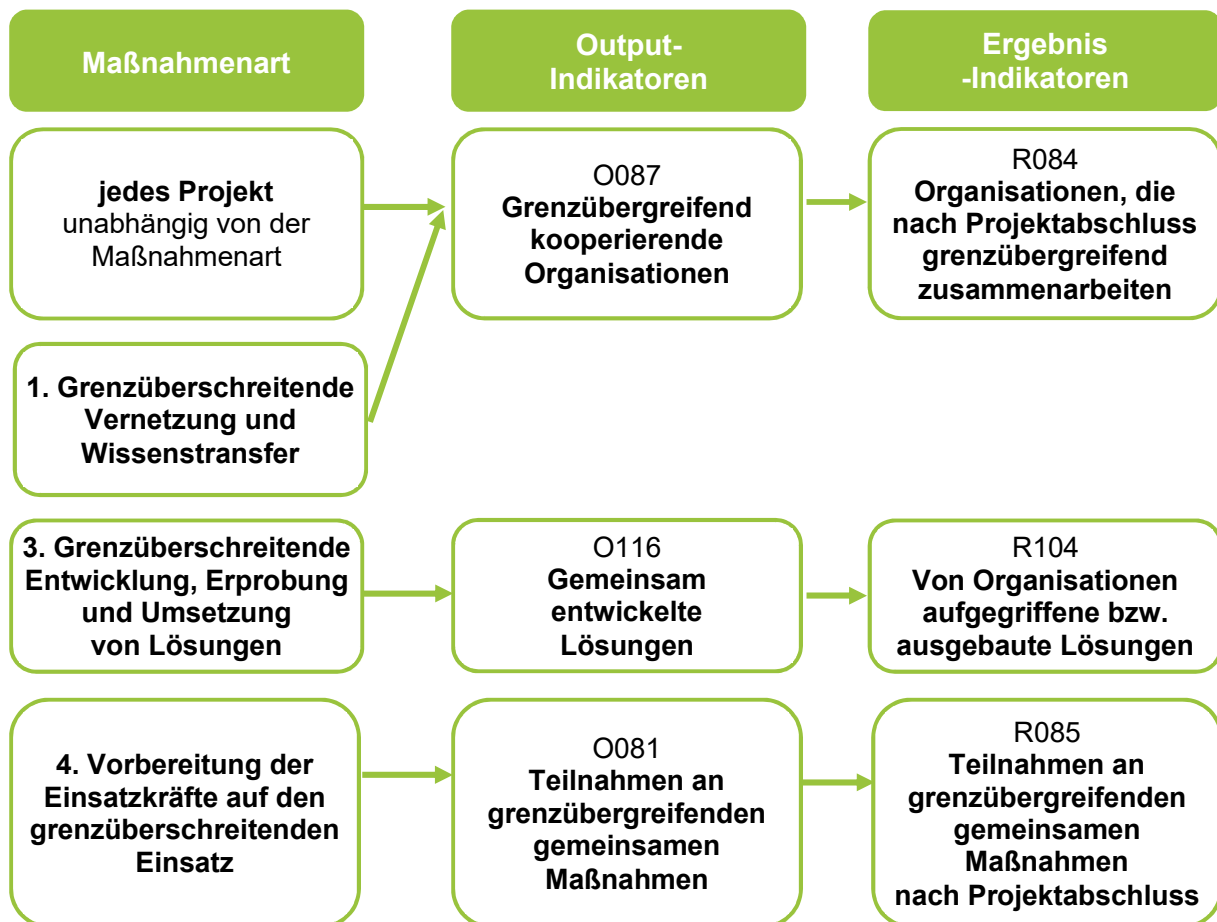 Maßnahmenart
Output-
Indikatoren
Ergebnis
-Indikatoren
jedes Projekt
unabhängig von der
Maßnahmenart
O087
Grenzübergreifend
kooperierende
Organisationen
R084
Organisationen, die
nach Projektabschluss
grenzübergreifend
zusammenarbeiten
1. Grenzüberschreitende
Vernetzung und
Wissenstransfer
3. Grenzüberschreitende
Entwicklung, Erprobung
und Umsetzung
von Lösungen
O116
Gemeinsam
entwickelte
Lösungen
R104
Von Organisationen
aufgegriffene bzw.
ausgebaute Lösungen
4. Vorbereitung der
Einsatzkräfte auf den
grenzüberschreitenden
Einsatz
O081
Teilnahmen an
grenzübergreifenden
gemeinsamen
Maßnahmen
R085
Teilnahmen an
grenzübergreifenden
gemeinsamen
Maßnahmen
nach Projektabschluss